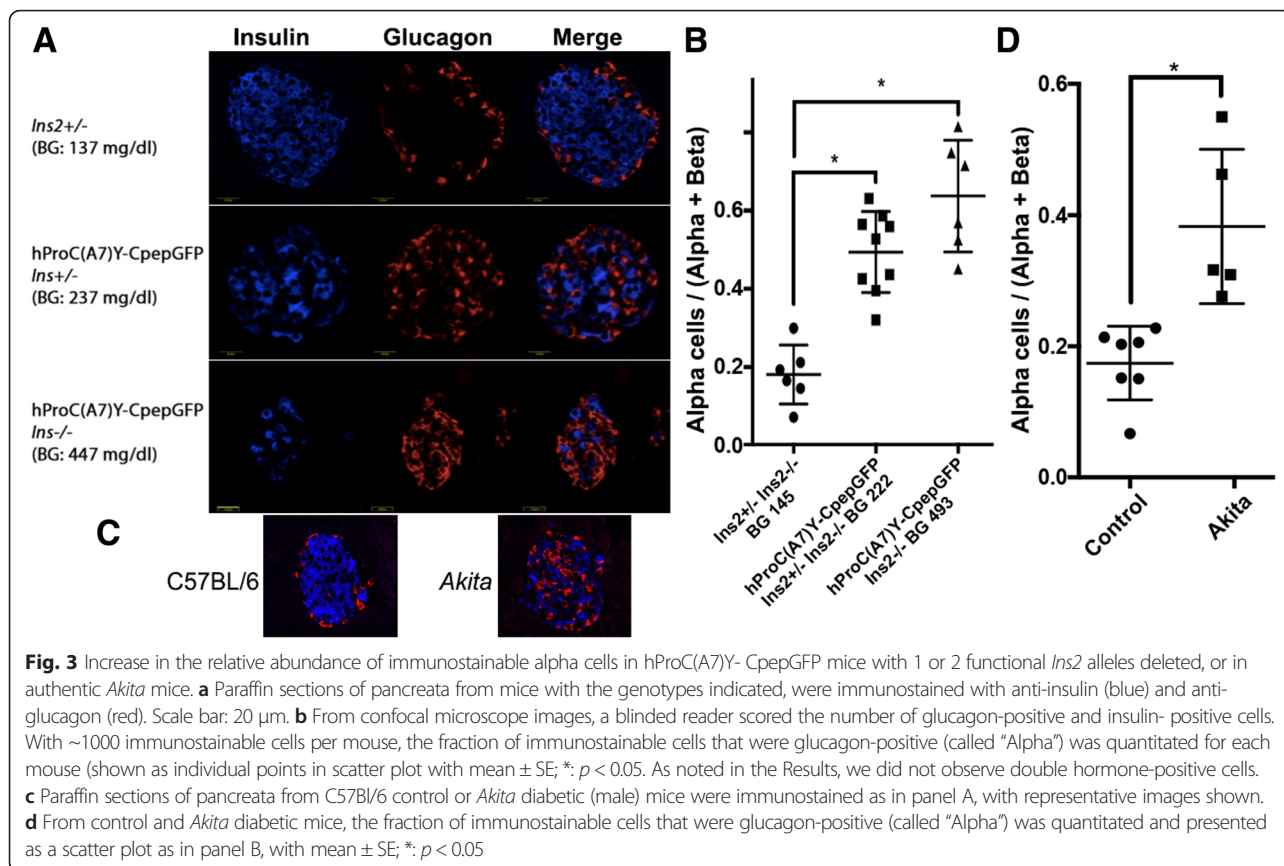 A
Insulin Glucagon Merge
Ins2+/-
(BG: 137 mg/dl)
hProC(A7)Y-CpepGFP
Ins+/-
(BG: 237 mg/dl)
hProC(A7)Y-CpepGFP
Ins-/-
(BG: 447 mg/dl)
C
C57BL/6
Akita
B
Alpha cells / (Alpha + Beta)
0.6
0.4
0.2
0.0
*
*
Ins2+/- Ins2-/-
BG 145
hProC(A7)Y-CpepGFP
Ins2+/- Ins2-/- BG 222
hProC(A7)Y-CpepGFP
Ins2-/- BG 493
D
Alpha cells / (Alpha + Beta)
0.6
0.4
0.2
0.0
*
Control
Akita
Fig. 3 Increase in the relative abundance of immunostainable alpha cells in hProC(A7)Y- CpepGFP mice with 1 or 2 functional Ins2 alleles deleted, or in
authentic Akita mice. a Paraffin sections of pancreata from mice with the genotypes indicated, were immunostained with anti-insulin (blue) and anti-
glucagon (red). Scale bar: 20 μm. b From confocal microscope images, a blinded reader scored the number of glucagon-positive and insulin- positive cells.
With ~1000 immunostainable cells per mouse, the fraction of immunostainable cells that were glucagon-positive (called “Alpha”) was quantitated for each
mouse (shown as individual points in scatter plot with mean ± SE; *: p < 0.05. As noted in the Results, we did not observe double hormone-positive cells.
c Paraffin sections of pancreata from C57Bl/6 control or Akita diabetic (male) mice were immunostained as in panel A, with representative images shown.
d From control and Akita diabetic mice, the fraction of immunostainable cells that were glucagon-positive (called “Alpha”) was quantitated and presented
as a scatter plot as in panel B, with mean ± SE; *: p < 0.05